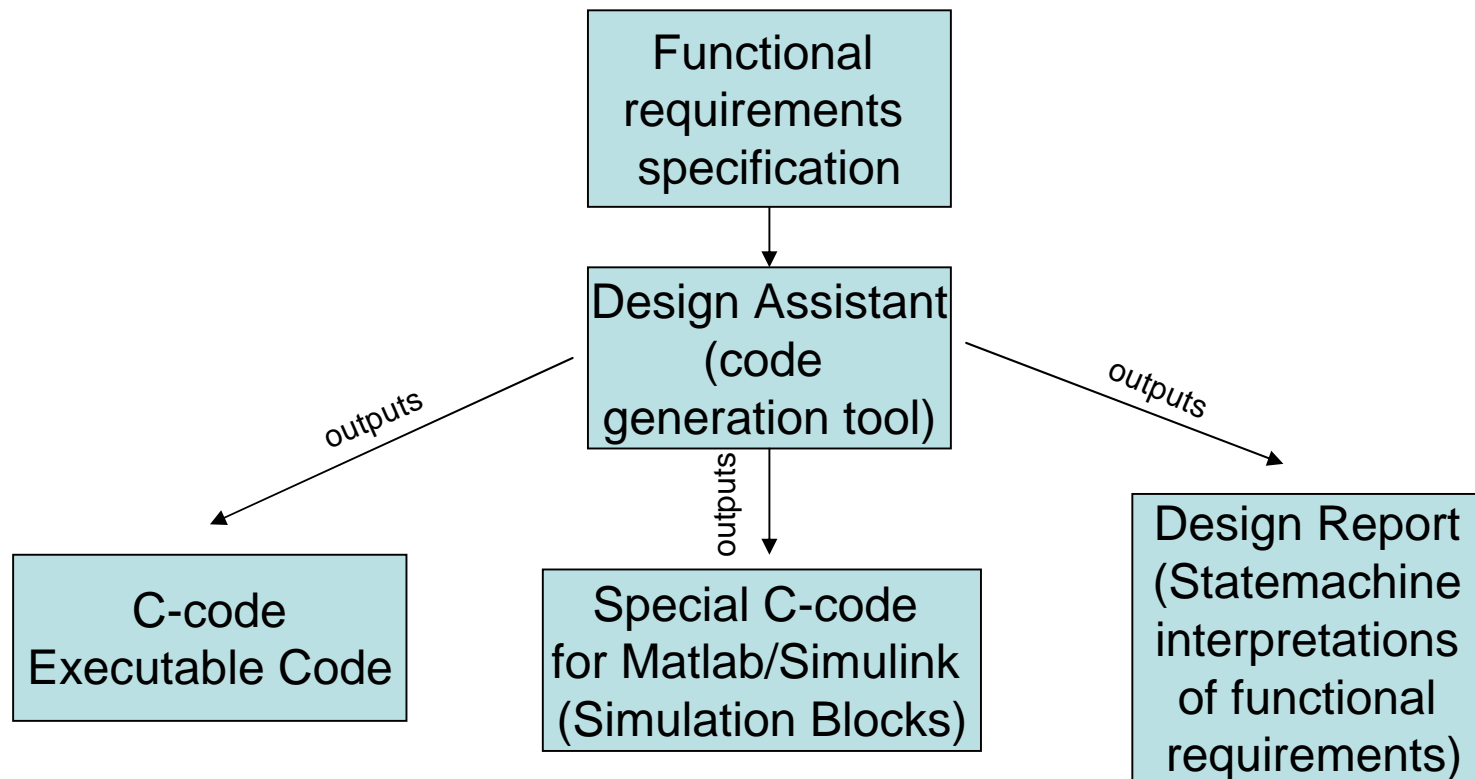 Functional
requirements
specification
Design Assistant
(code
generation tool)
outputs
outputs
outputs
C-code
Executable Code
Special C-code
for Matlab/Simulink
(Simulation Blocks)
Design Report
(Statemachine
interpretations
of functional
requirements)